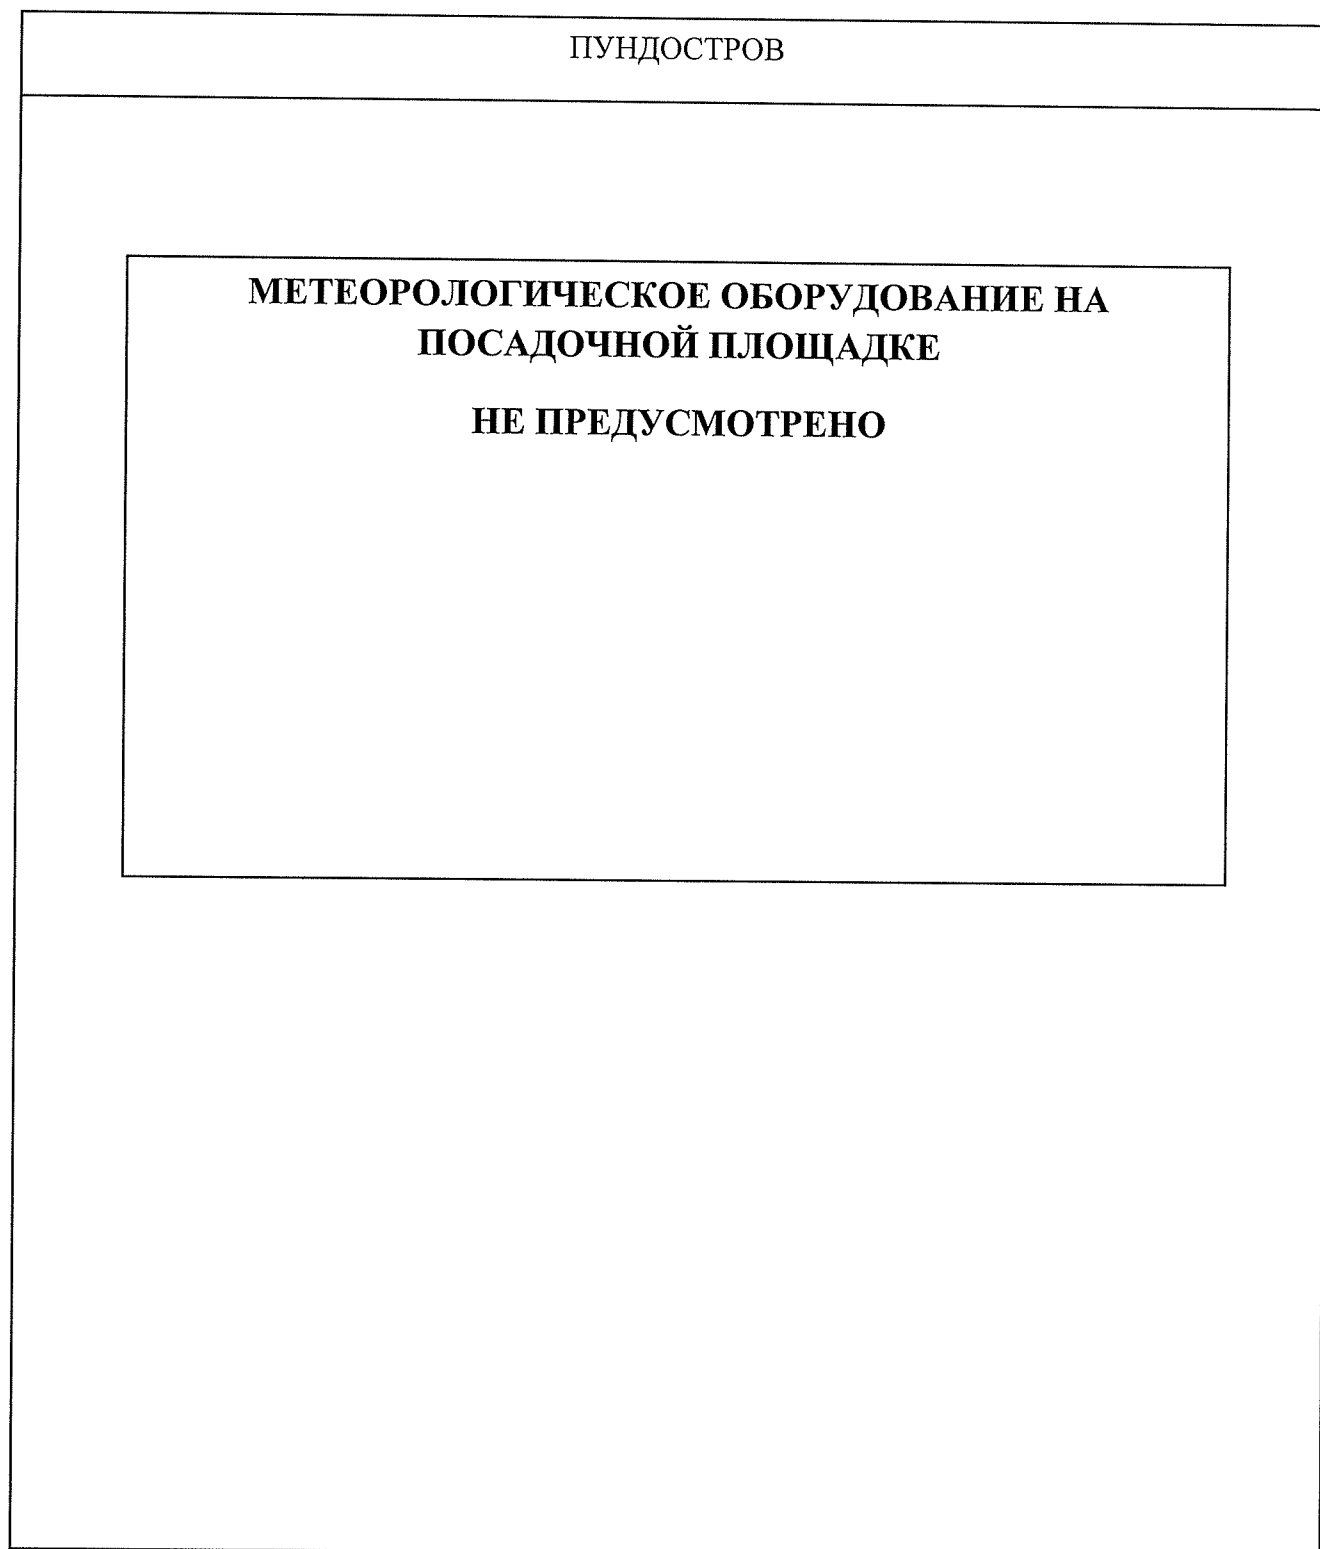 ПУНДОСТРОВ
МЕТЕОРОЛОГИЧЕСКОЕ ОБОРУДОВАНИЕ НА
ПОСАДОЧНОЙ ПЛОЩАДКЕ
НЕ ПРЕДУСМОТРЕНО